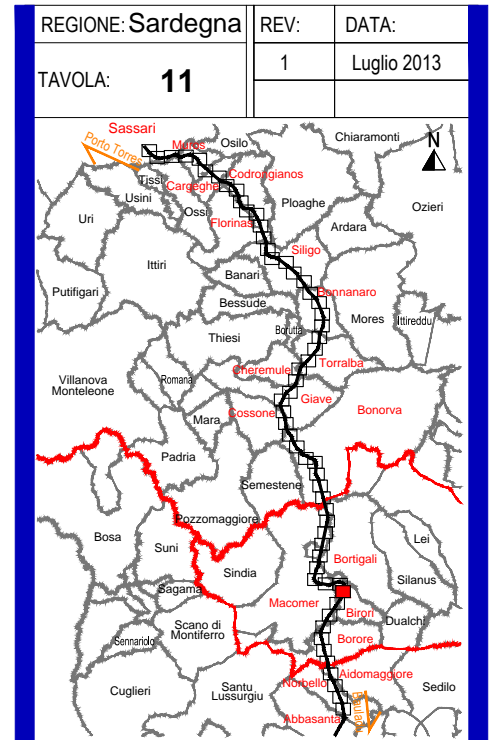 REGIONE: Sardegna
REV:
DATA:
TAVOLA: 11
1
Luglio 2013
Sassari
Porto Torres
Muros
Osilo
Chiaramonti
N
Tissi
Cargeghe
Codrongianos
Usini
Ossi
Ploaghe
Ozieri
Uri
Florinas
Ardara
Ittiri
Siligo
Banari
Putifigari
Bessude
Bonnanaro
Mores
Ittireddu
Thiesi
Borutta
Cheremule
Torralba
Villanova
Monteleone
Romana
Giave
Cossone
Bonorva
Mara
Padria
Semestene
Pozzomaggiore
Bosa
Suni
Lei
Bortigali
Sindia
Silanus
Sagama
Macomer
Birori
Dualchi
Scano di
Montiferro
Sennariolo
Borore
Aidomaggiore
Norbello
Cuglieri
Santu
Lussurgiu
Sedilo
Abbasanta